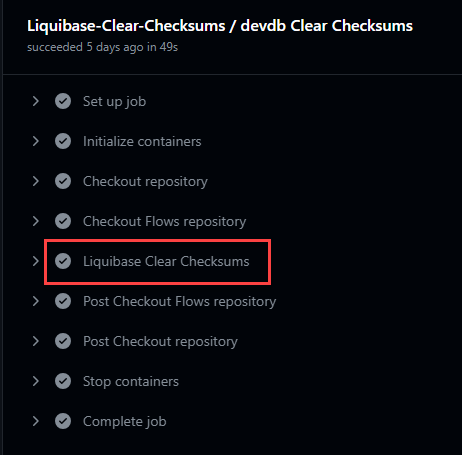 Liquibase-Clear-Checksums / devdb Clear Checksums
succeeded 5 days ago in 49s
Set up job
Initialize containers
Checkout repository
Checkout Flows repository
Liquibase Clear Checksums
Post Checkout Flows repository
Post Checkout repository
Stop containers
Complete job